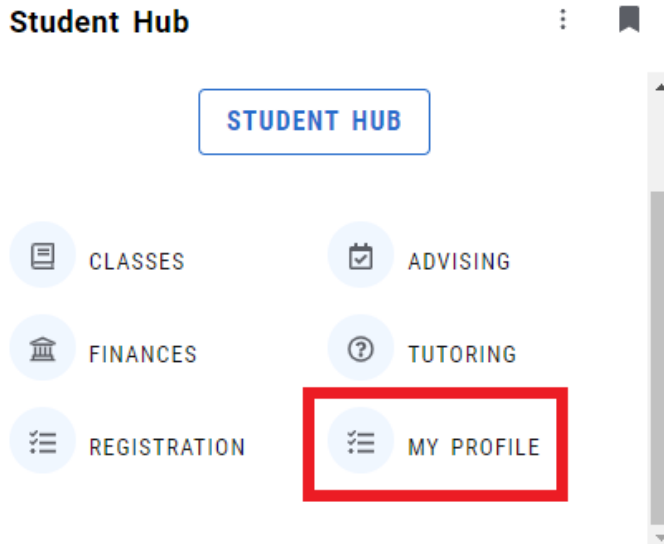 Student Hub
STUDENT HUB
CLASSES
ADVISING
FINANCES
TUTORING
REGISTRATION
MY PROFILE